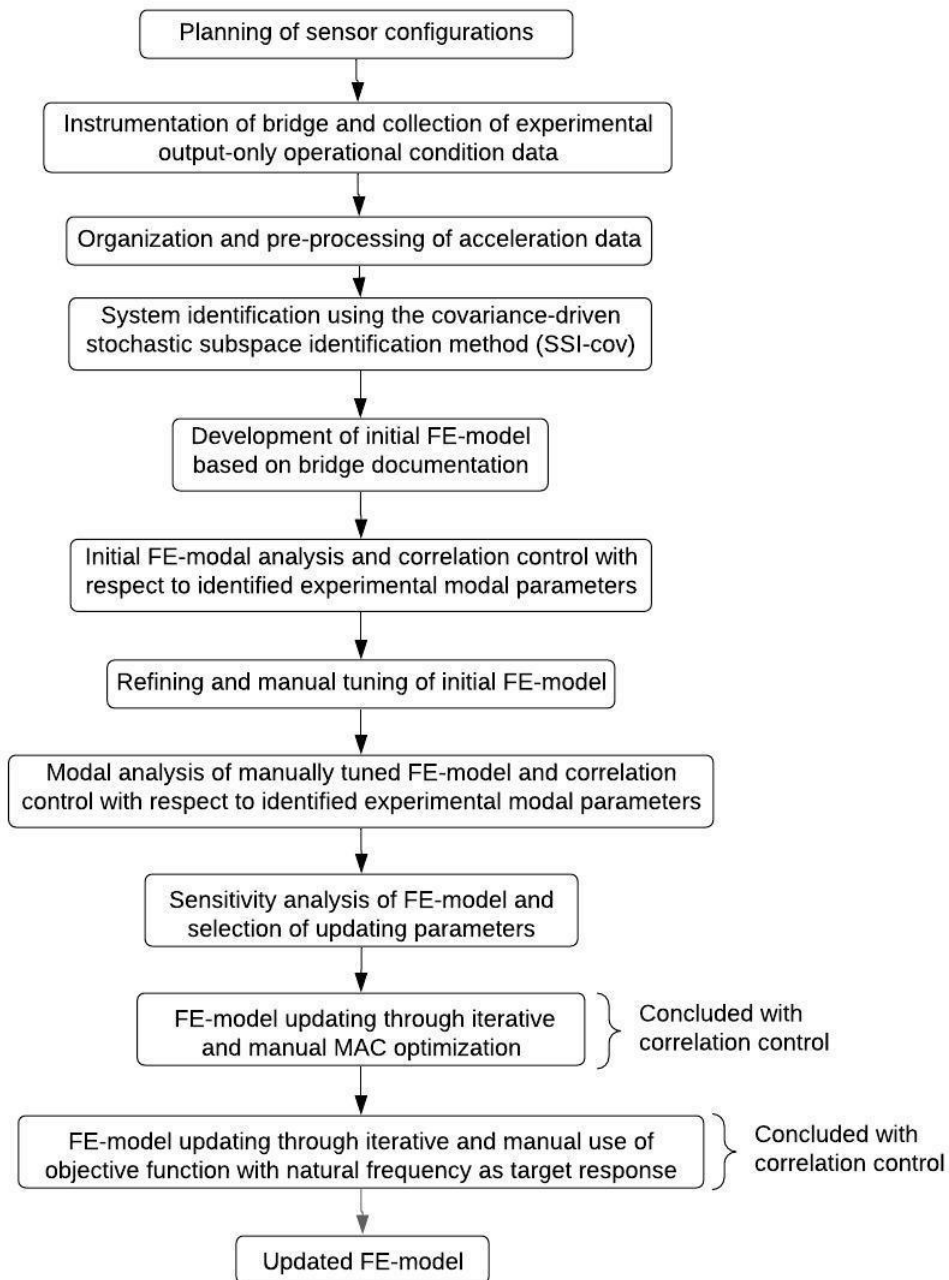 Planning of sensor configurations
Instrumentation of bridge and collection of experimental
output-only operational condition data
Organization and pre-processing of acceleration data
System identification using the covariance-driven
stochastic subspace identification method (SSI-cov)
Development of initial FE-model
based on bridge documentation
Initial FE-modal analysis and correlation control with
respect to identified experimental modal parameters
Refining and manual tuning of initial FE-model
Modal analysis of manually tuned FE-model and correlation
control with respect to identified experimental modal parameters
Sensitivity analysis of FE-model and
selection of updating parameters
FE-model updating through iterative
and manual MAC optimization
Concluded with
correlation control
FE-model updating through iterative and manual use of
objective function with natural frequency as target response
Concluded with
correlation control
Updated FE-model